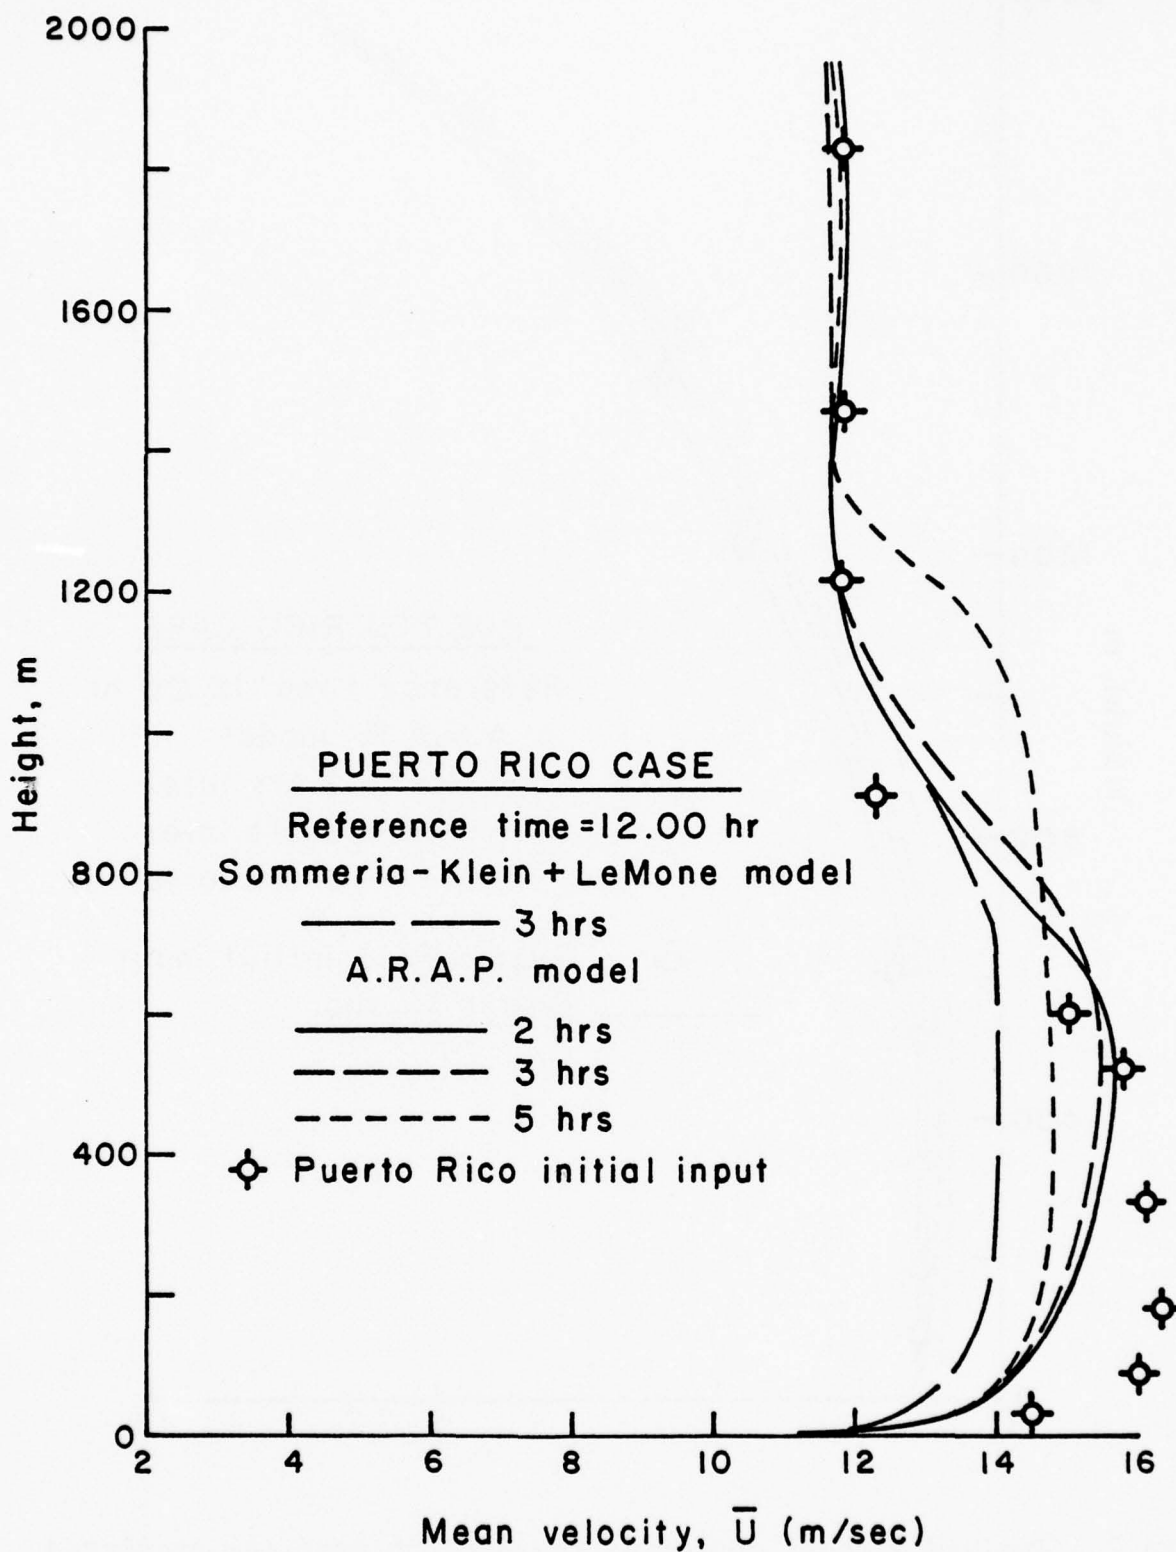 2000
1600
1200
800
400
0
Height, m
PUERTO RICO CASE
Reference time=12.00 hr
Sommeria-Klein+LeMone model
3 hrs
A.R.A.P. model
2 hrs
3 hrs
5 hrs
Puerto Rico initial input
2 4 6 8 10 12 14 16
Mean velocity, U̅ (m/sec)